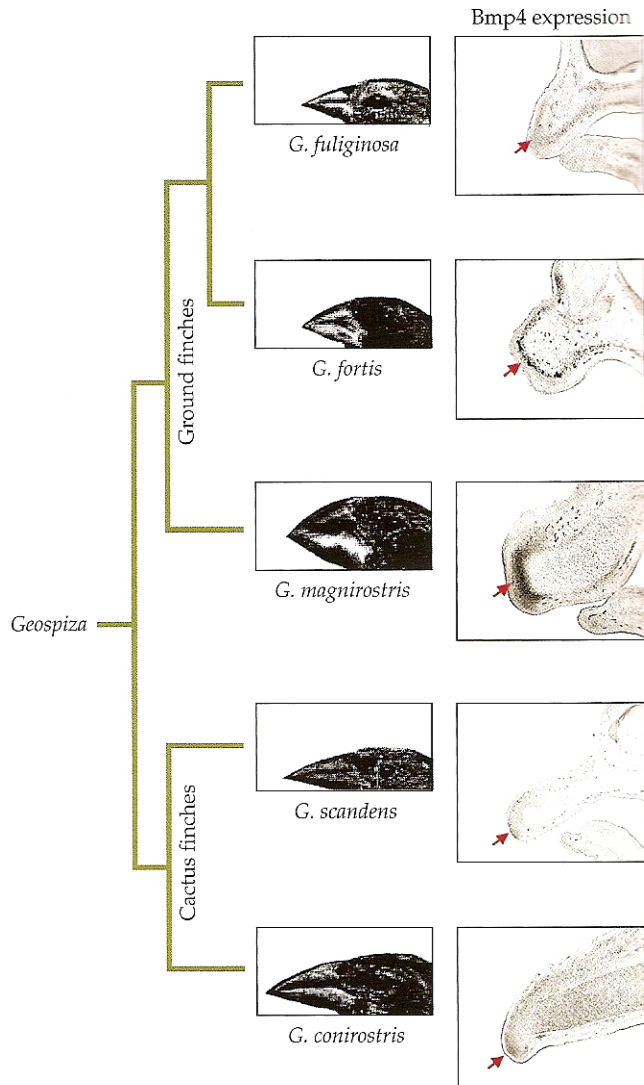 Bmp4 expression
G. fuliginosa
Ground finches
G. fortis
G. magnirostris
Geospiza
G. scandens
Cactus finches
G. conirostris